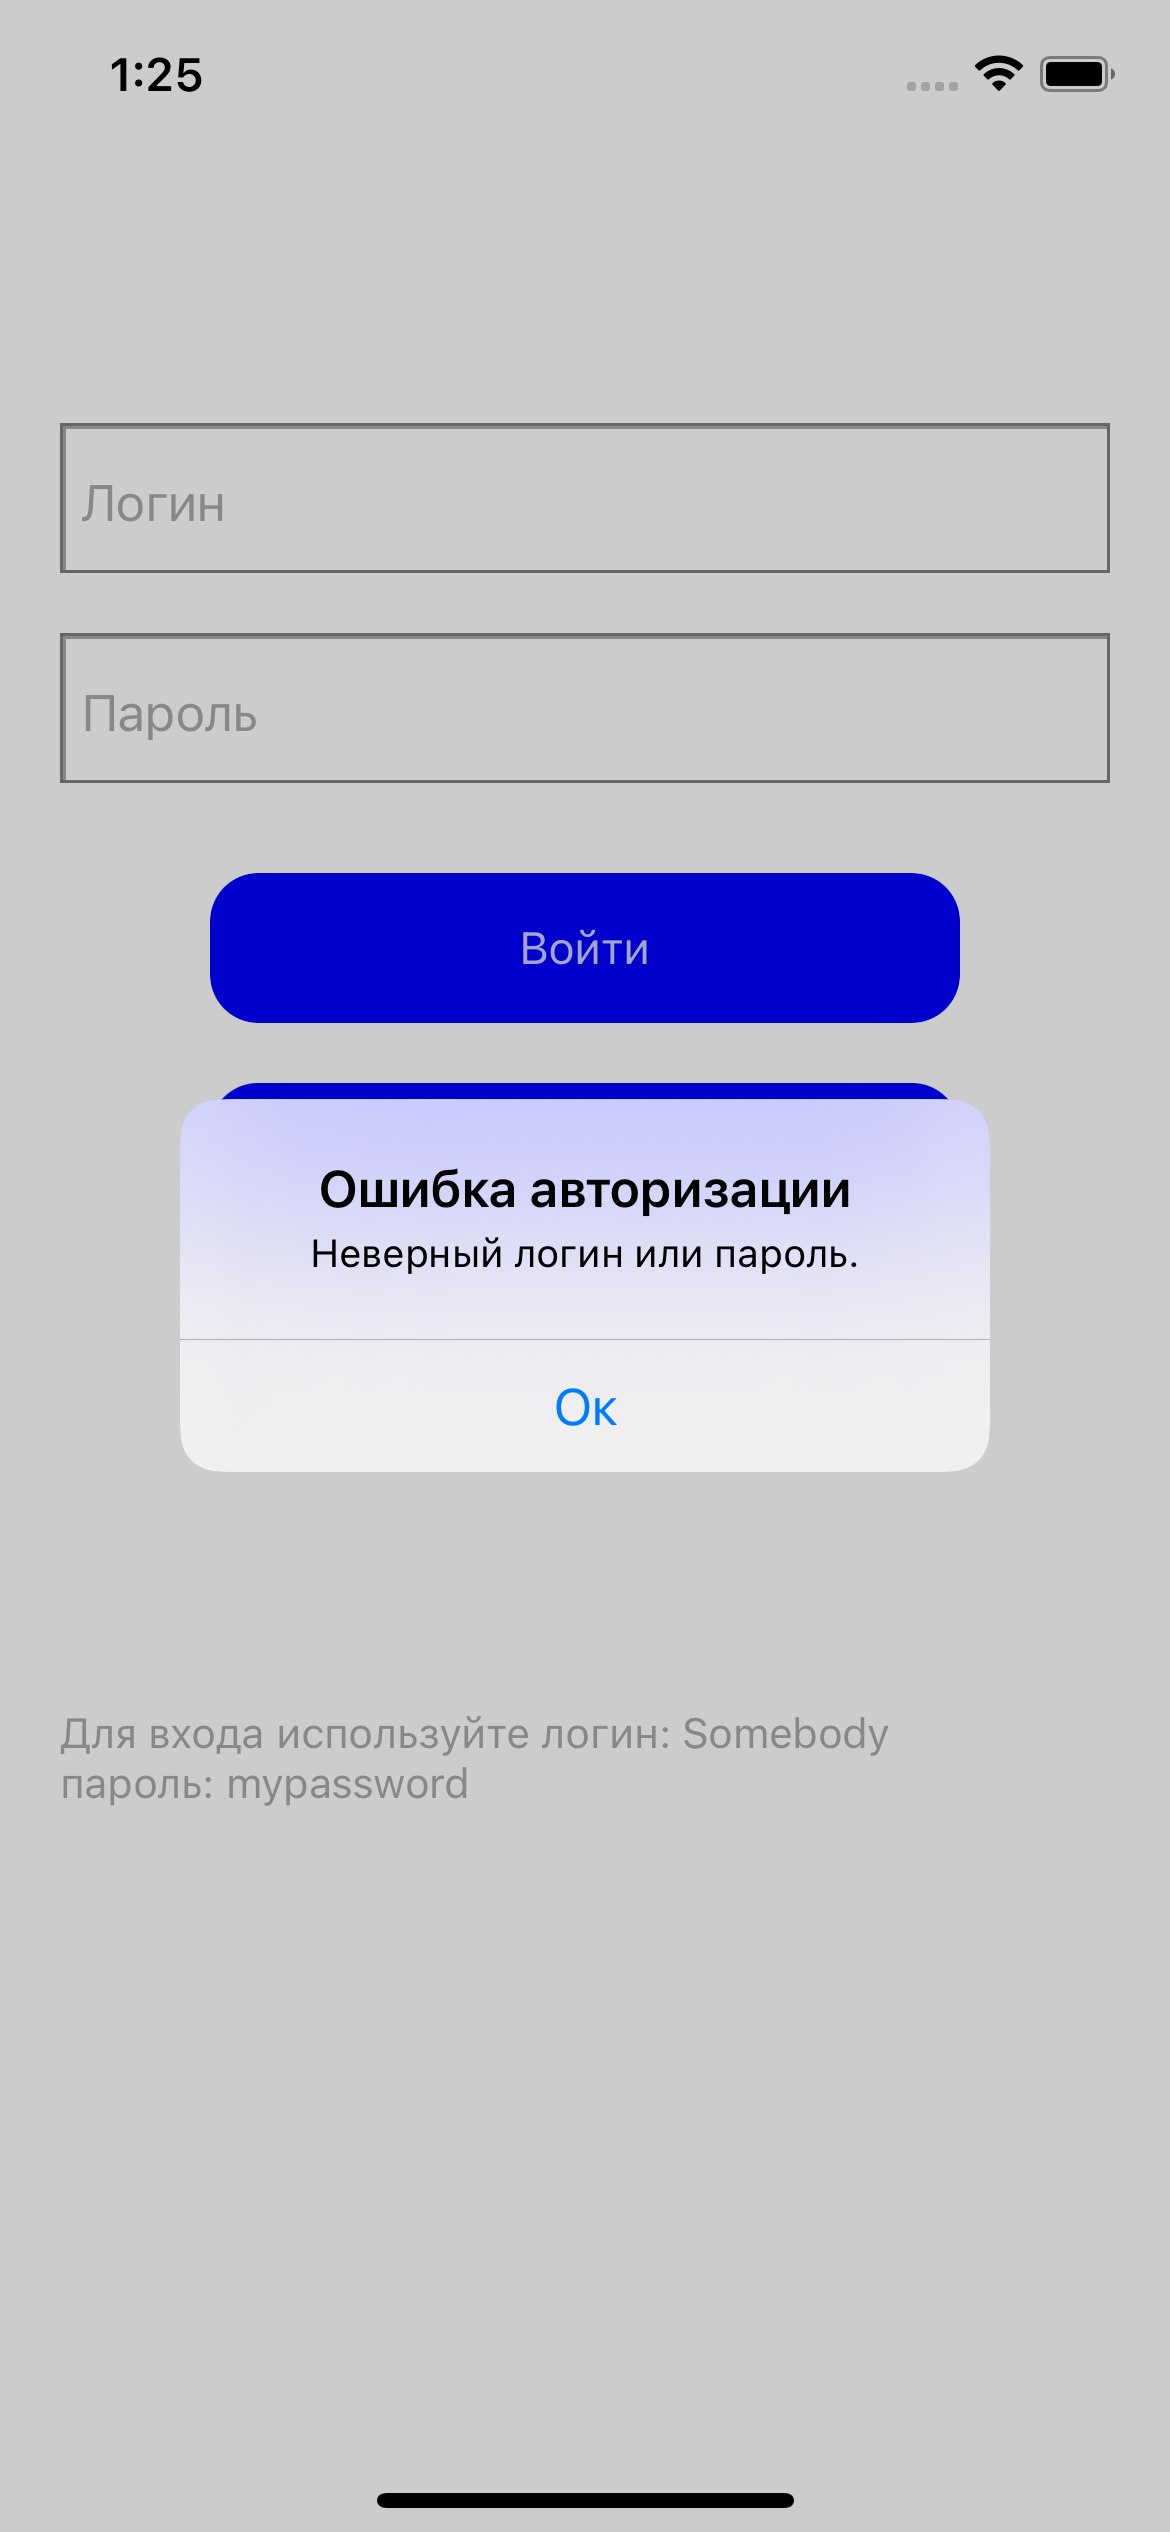 1:25
Логин
Пароль
Войти
Ошибка авторизации
Неверный логин или пароль.
Ок
Для входа используйте логин: Somebody
пароль: mypassword